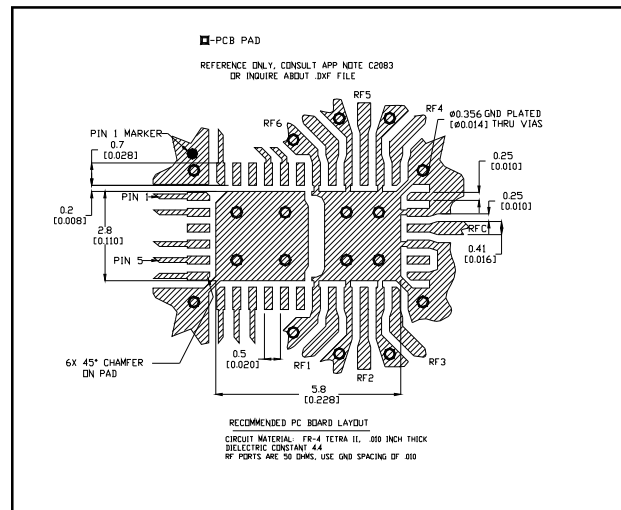 -PCB PAD
REFERENCE ONLY, CONSULT APP NOTE C2083
OR INQUIRE ABOUT .DXF FILE
RF5
RF6
RF4
PIN 1 MARKER
0.7
[0.028]
Ø0.356 GND PLATED
[Ø0.014] THRU VIAS
0.25
[0.010]
PIN 1
0.2
[0.008]
2.8
[0.110]
0.25
[0.010]
RFC
0.41
[0.016]
PIN 5
6X 45° CHAMFER
ON PAD
0.5
[0.020]
RF1
RF2
RF3
5.8
[0.228]
RECOMMENDED PC BOARD LAYOUT
CIRCUIT MATERIAL: FR-4 TETRA II, .010 INCH THICK
DIELECTRIC CONSTANT 4.4
RF PORTS ARE 50 OHMS, USE GND SPACING OF .010